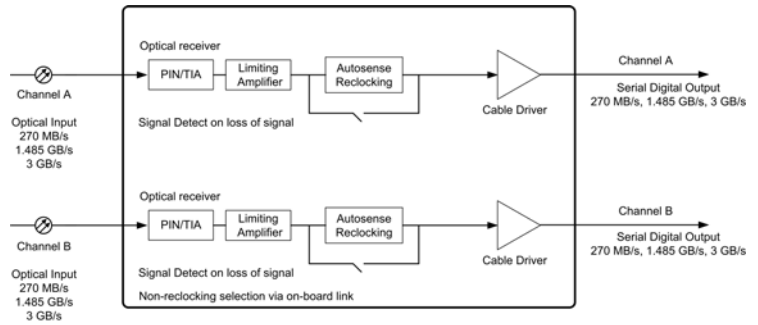 Optical receiver
PIN/TIA
Limiting
Amplifier
Autosense
Reclocking
Cable Driver
Channel A
Optical Input
270 MB/s
1.485 GB/s
3 GB/s
Signal Detect on loss of signal
Channel A
Serial Digital Output
270 MB/s, 1.485 GB/s, 3 GB/s
Optical receiver
PIN/TIA
Limiting
Amplifier
Autosense
Reclocking
Cable Driver
Channel B
Optical Input
270 MB/s
1.485 GB/s
3 GB/s
Signal Detect on loss of signal
Non-reclocking selection via on-board link
Channel B
Serial Digital Output
270 MB/s, 1.485 GB/s, 3 GB/s